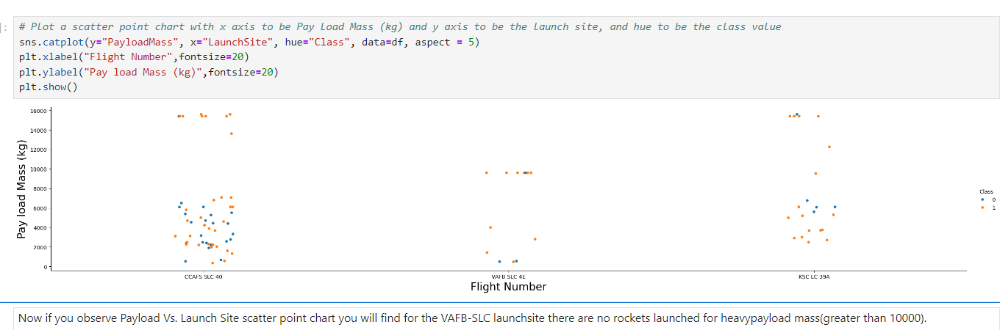 ]:
# Plot a scatter point chart with x axis to be Pay Load Mass (kg) and y axis to be the launch site, and hue to be the class value
sns.catplot(y="PayloadMass", x="LaunchSite", hue="Class", data=df, aspect = 5)
plt.xlabel("Flight Number",fontsize=20)
plt.ylabel("Pay load Mass (kg)",fontsize=20)
plt.show()
Pay load Mass (kg)
16000
14000
12000
10000
8000
6000
4000
2000
0
CCAFS SLC 40 VAFB SLC 4E KSC LC 39A
Flight Number
Class
0
1
Now if you observe Payload Vs. Launch Site scatter point chart you will find for the VAFB-SLC launchsite there are no rockets launched for heavypayload mass(greater than 10000).